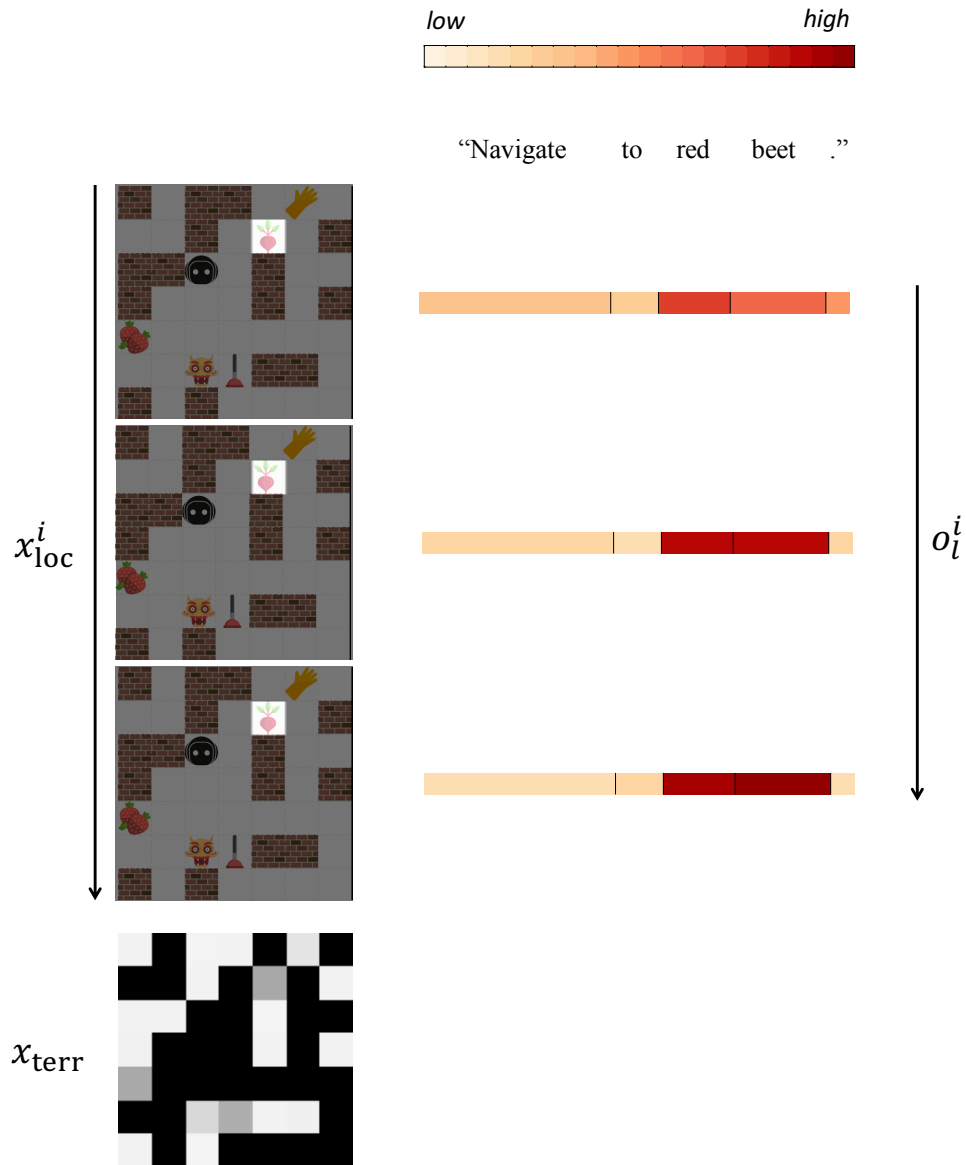 low high
“Navigate to red beet .”
x_loc^i
o_l^i
x_terr